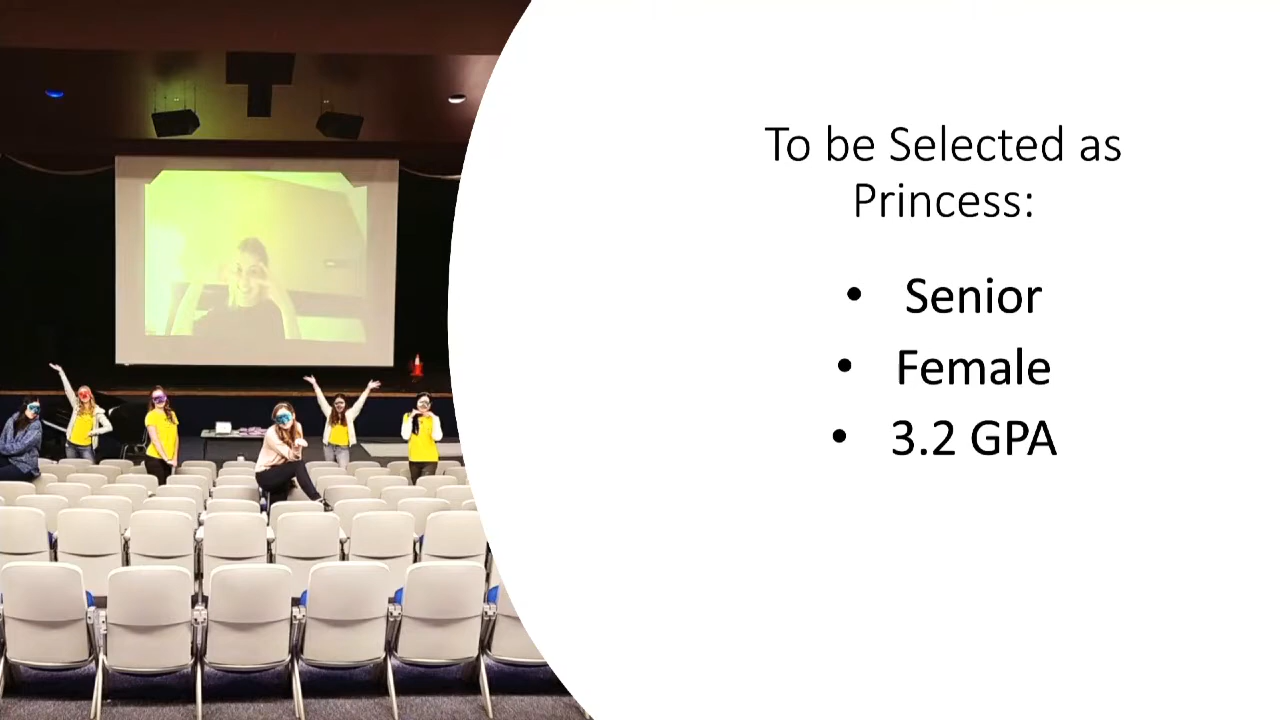 To be Selected as
Princess:
• Senior
• Female
• 3.2 GPA